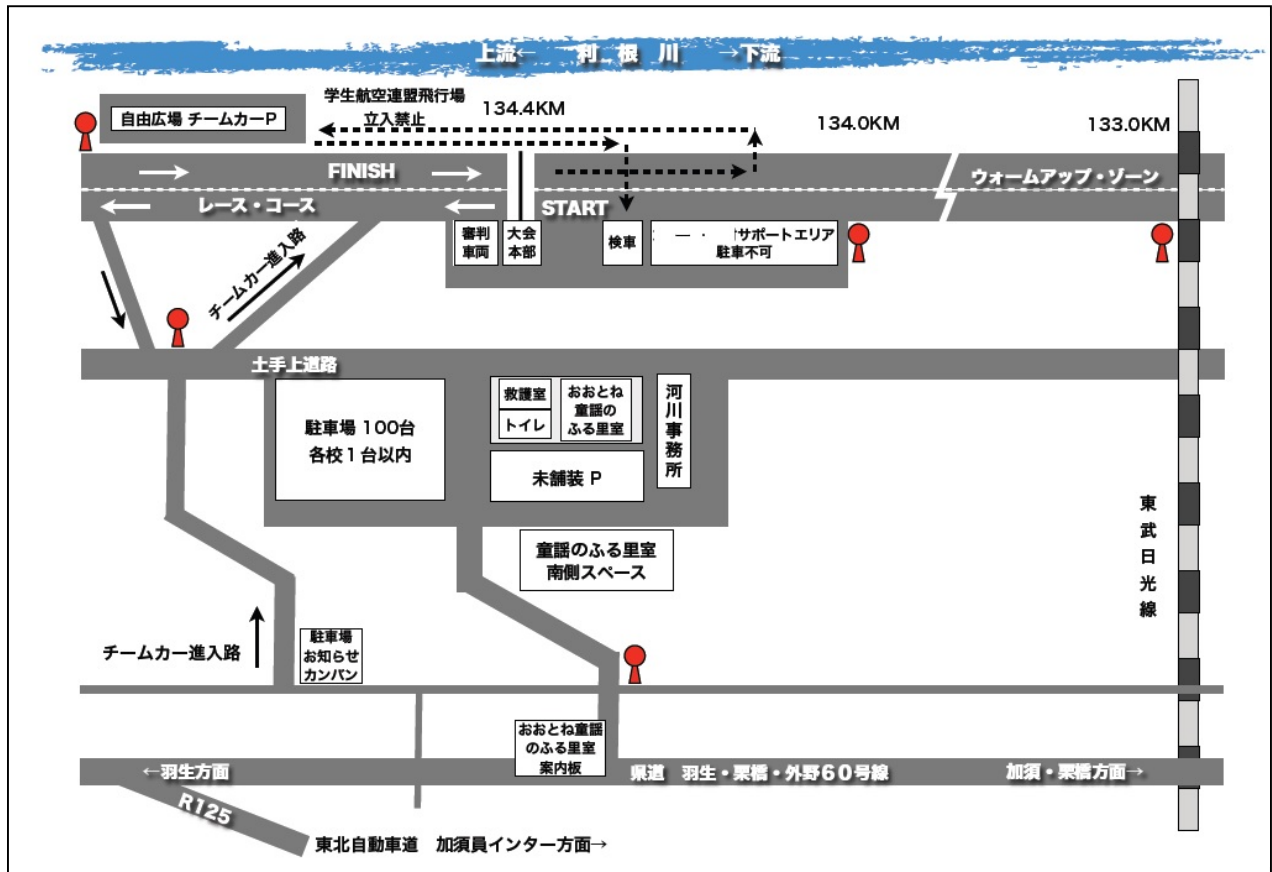 上流← 利根川 →下流
学生航空連盟飛行場
立入禁止
134.4KM
134.0KM
133.0KM
自由広場 チームカーP
FINISH
ウォームアップ・ゾーン
レース・コース
START
審判
車両
大会
本部
検車
サポートエリア
駐車不可
チームカー進入路
土手上道路
駐車場 100台
各校1台以内
救護室
トイレ
おおとね
童謡の
ふる里室
河川事務所
未舗装 P
童謡のふる里室
南側スペース
東武日光線
チームカー進入路
駐車場
お知らせ
カンバン
おおとね童謡
のふる里室
案内板
←羽生方面
県道 羽生・栗橋・外野60号線
加須・栗橋方面→
R125
東北自動車道 加須員インター方面→